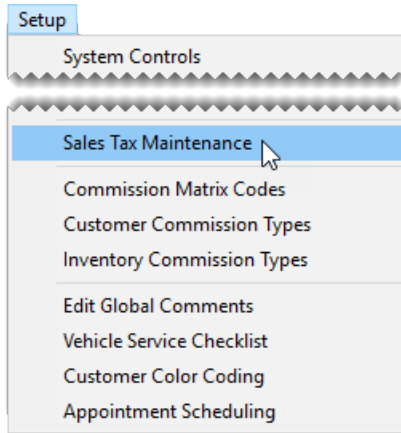 Setup
System Controls
Sales Tax Maintenance
Commission Matrix Codes
Customer Commission Types
Inventory Commission Types
Edit Global Comments
Vehicle Service Checklist
Customer Color Coding
Appointment Scheduling